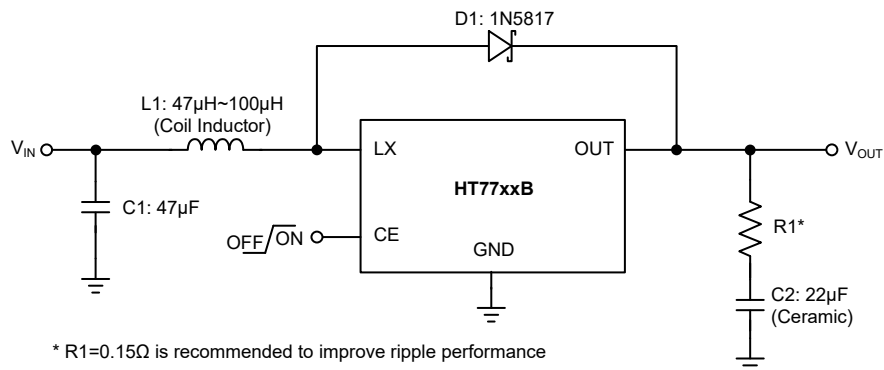 D1: 1N5817
L1: 47µH~100µH
(Coil Inductor)
VIN
LX
OUT
VOUT
HT77xxB
C1: 47µF
R1*
OFF/ON
CE
GND
C2: 22µF
(Ceramic)
* R1=0.15Ω is recommended to improve ripple performance